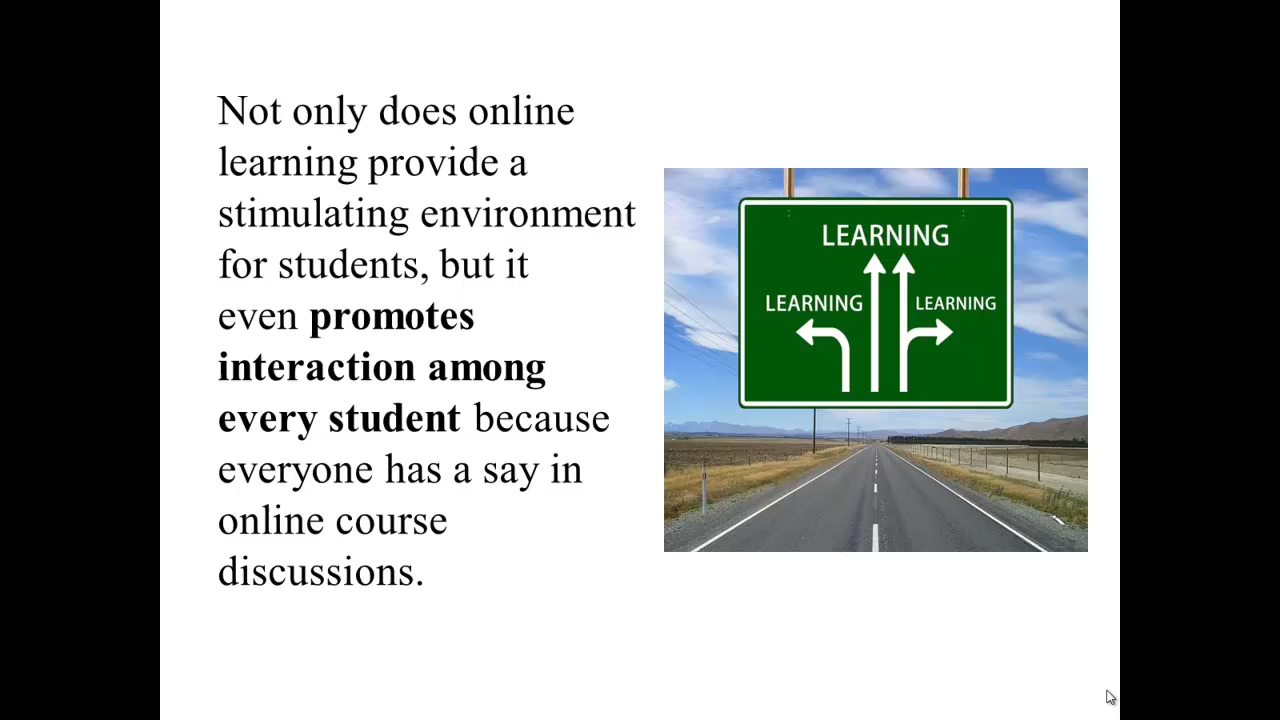 Not only does online
learning provide a
stimulating environment
for students, but it
even promotes
interaction among
every student because
everyone has a say in
online course
discussions.
LEARNING
LEARNING
LEARNING